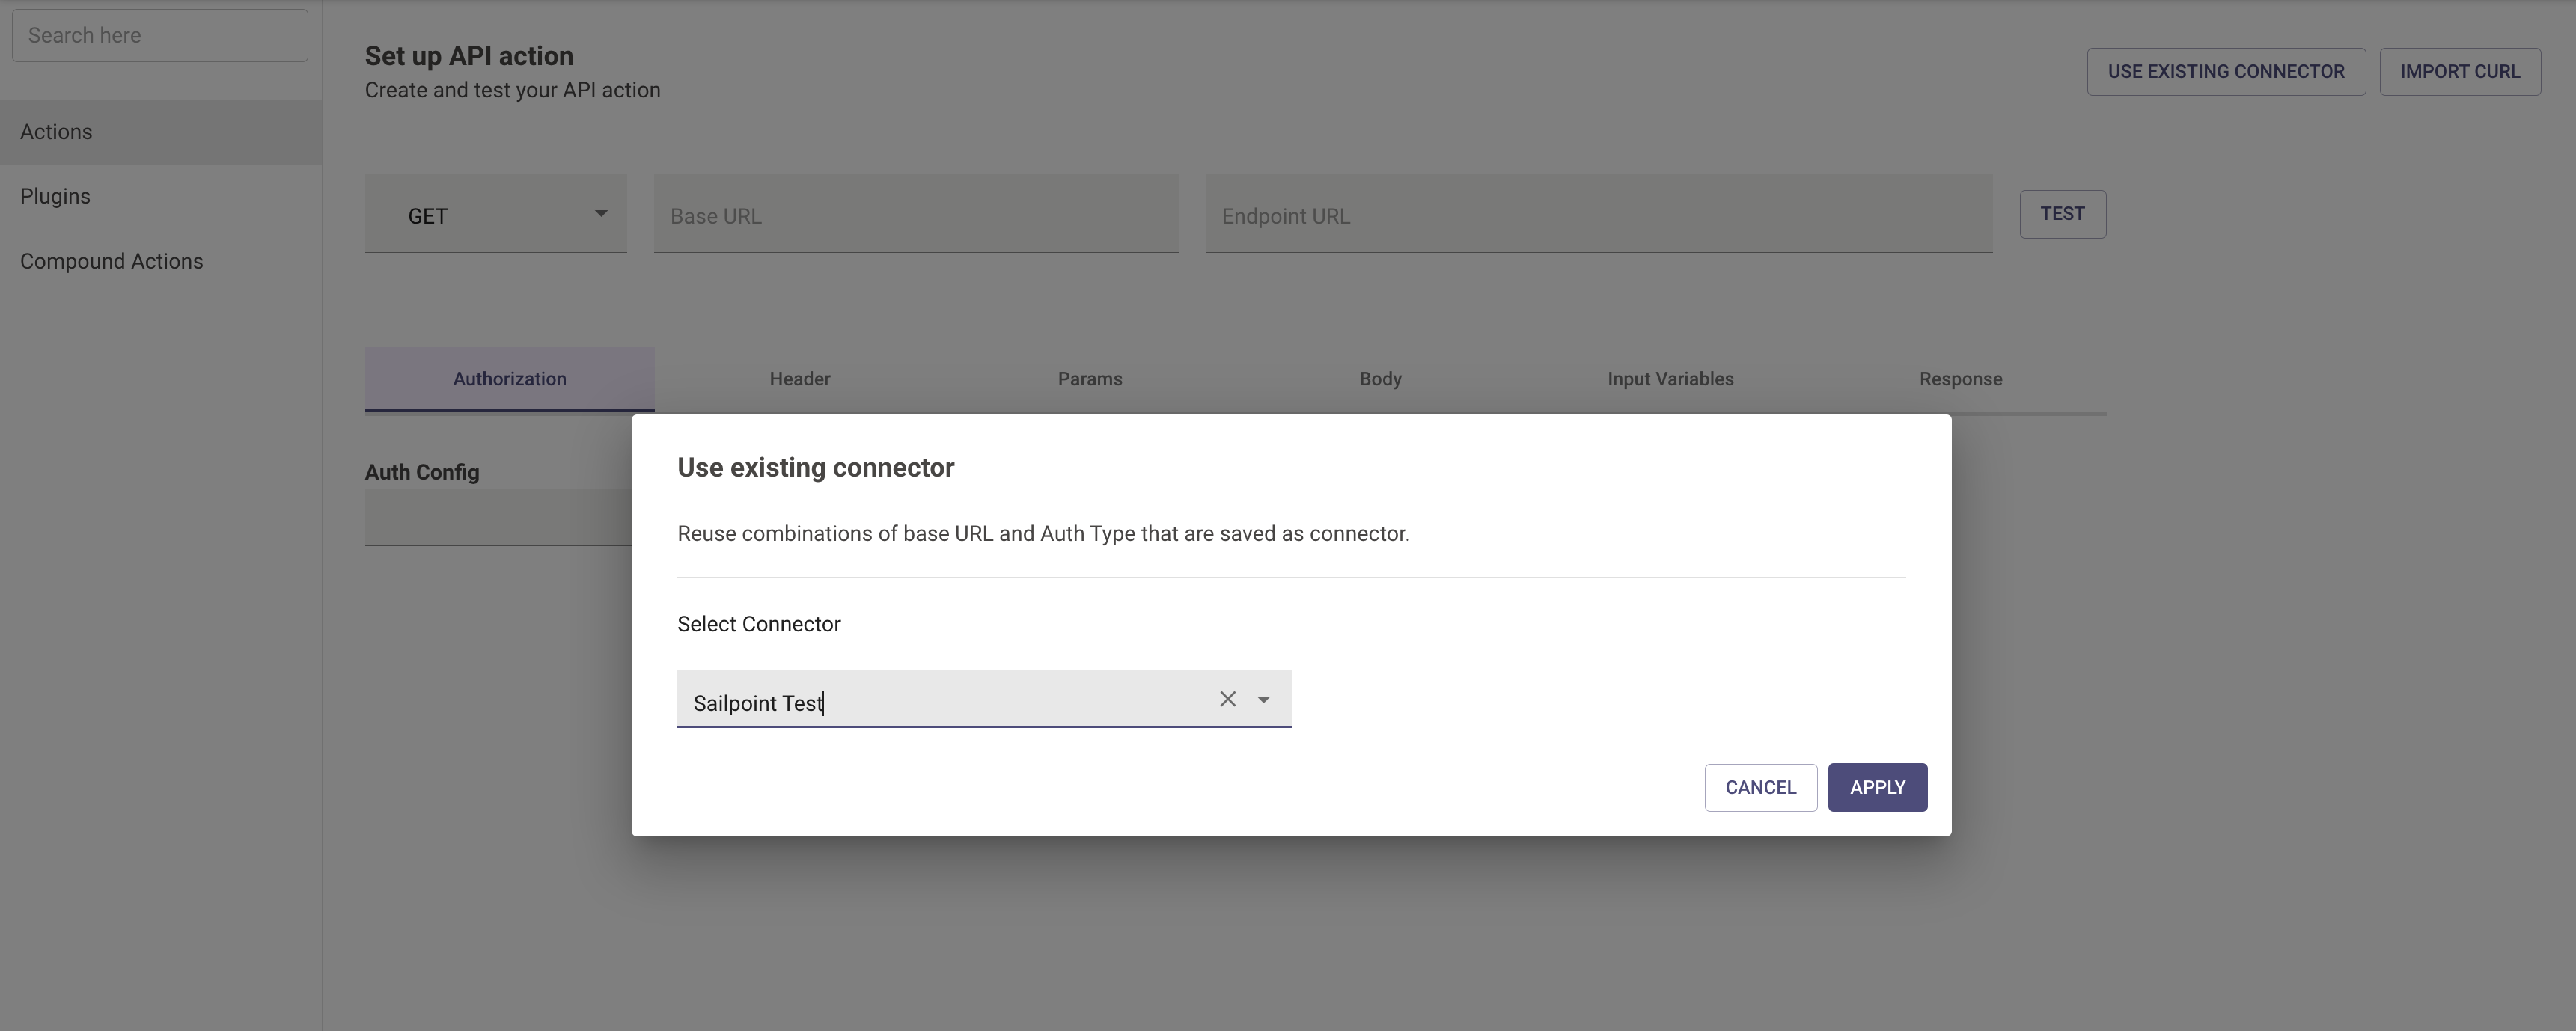 Search here
Actions
Plugins
Compound Actions
Set up API action
Create and test your API action
USE EXISTING CONNECTOR
IMPORT CURL
GET
Base URL
Endpoint URL
TEST
Authorization
Header
Params
Body
Input Variables
Response
Auth Config
Use existing connector
Reuse combinations of base URL and Auth Type that are saved as connector.
Select Connector
Sailpoint Test
CANCEL
APPLY